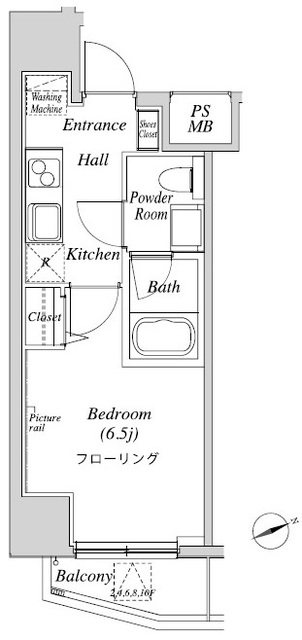 Washing
Machine
Entrance
Shoes
Closet
PS
MB
Hall
Powder
Room
Kitchen
R
Bath
Closet
Picture
rail
Bedroom
(6.5j)
フローリング
N
Balcony
2,4,6,8,10F